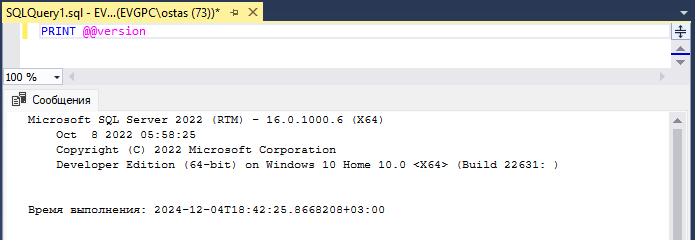 SQLQuery1.sql - EV...(EVGPC\ostas (73))*
PRINT @@version
100 %
Сообщения
Microsoft SQL Server 2022 (RTM) - 16.0.1000.6 (X64)
Oct  8 2022 05:58:25
Copyright (C) 2022 Microsoft Corporation
Developer Edition (64-bit) on Windows 10 Home 10.0 <X64> (Build 22631: )
Время выполнения: 2024-12-04T18:42:25.8668208+03:00